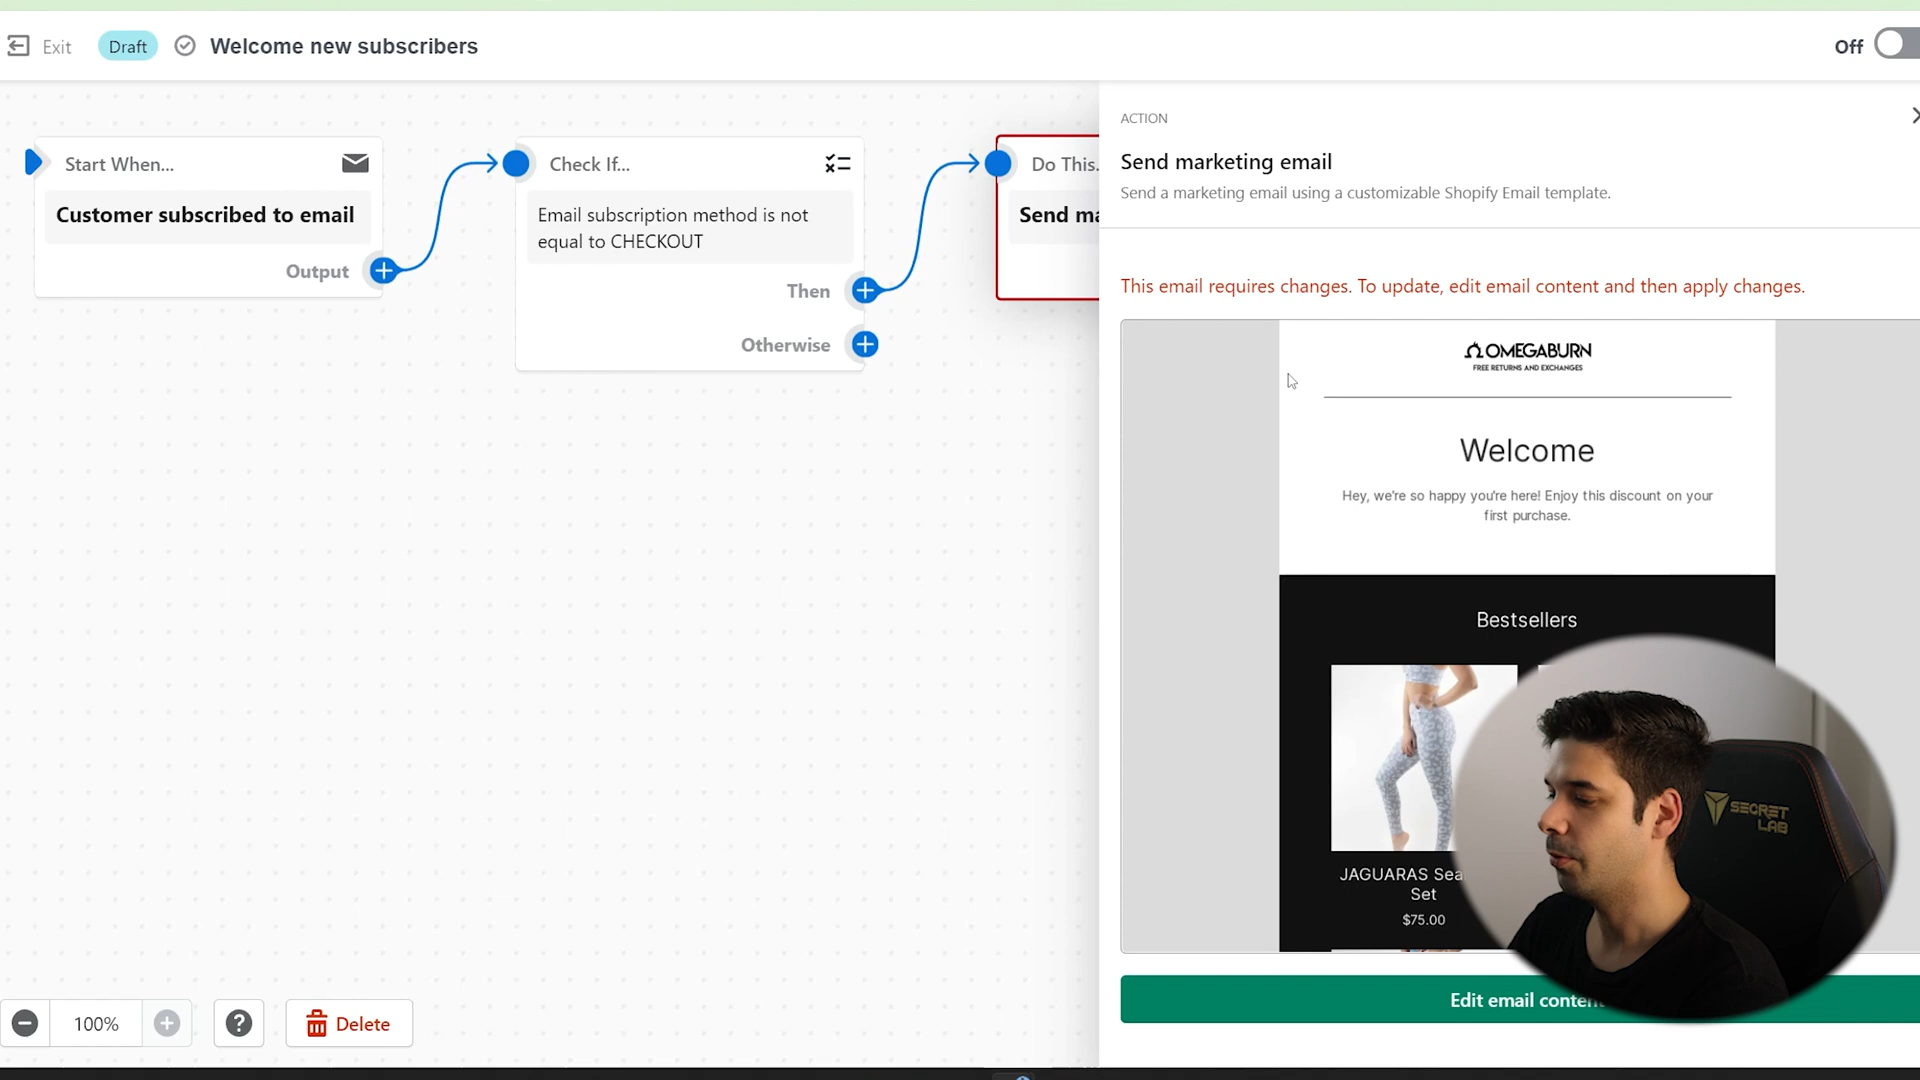 Exit
Draft
Welcome new subscribers
Off
Start When...
Customer subscribed to email
Output
Check If...
Email subscription method is not
equal to CHECKOUT
Then
Otherwise
Do This.
Send ma
ACTION
Send marketing email
Send a marketing email using a customizable Shopify Email template.
This email requires changes. To update, edit email content and then apply changes.
OMEGABURN
FREE RETURNS AND EXCHANGES
Welcome
Hey, we're so happy you're here! Enjoy this discount on your
first purchase.
Bestsellers
JAGUARAS Sea
Set
$75.00
SECRET
LAB
Edit email conten
100%
?
Delete